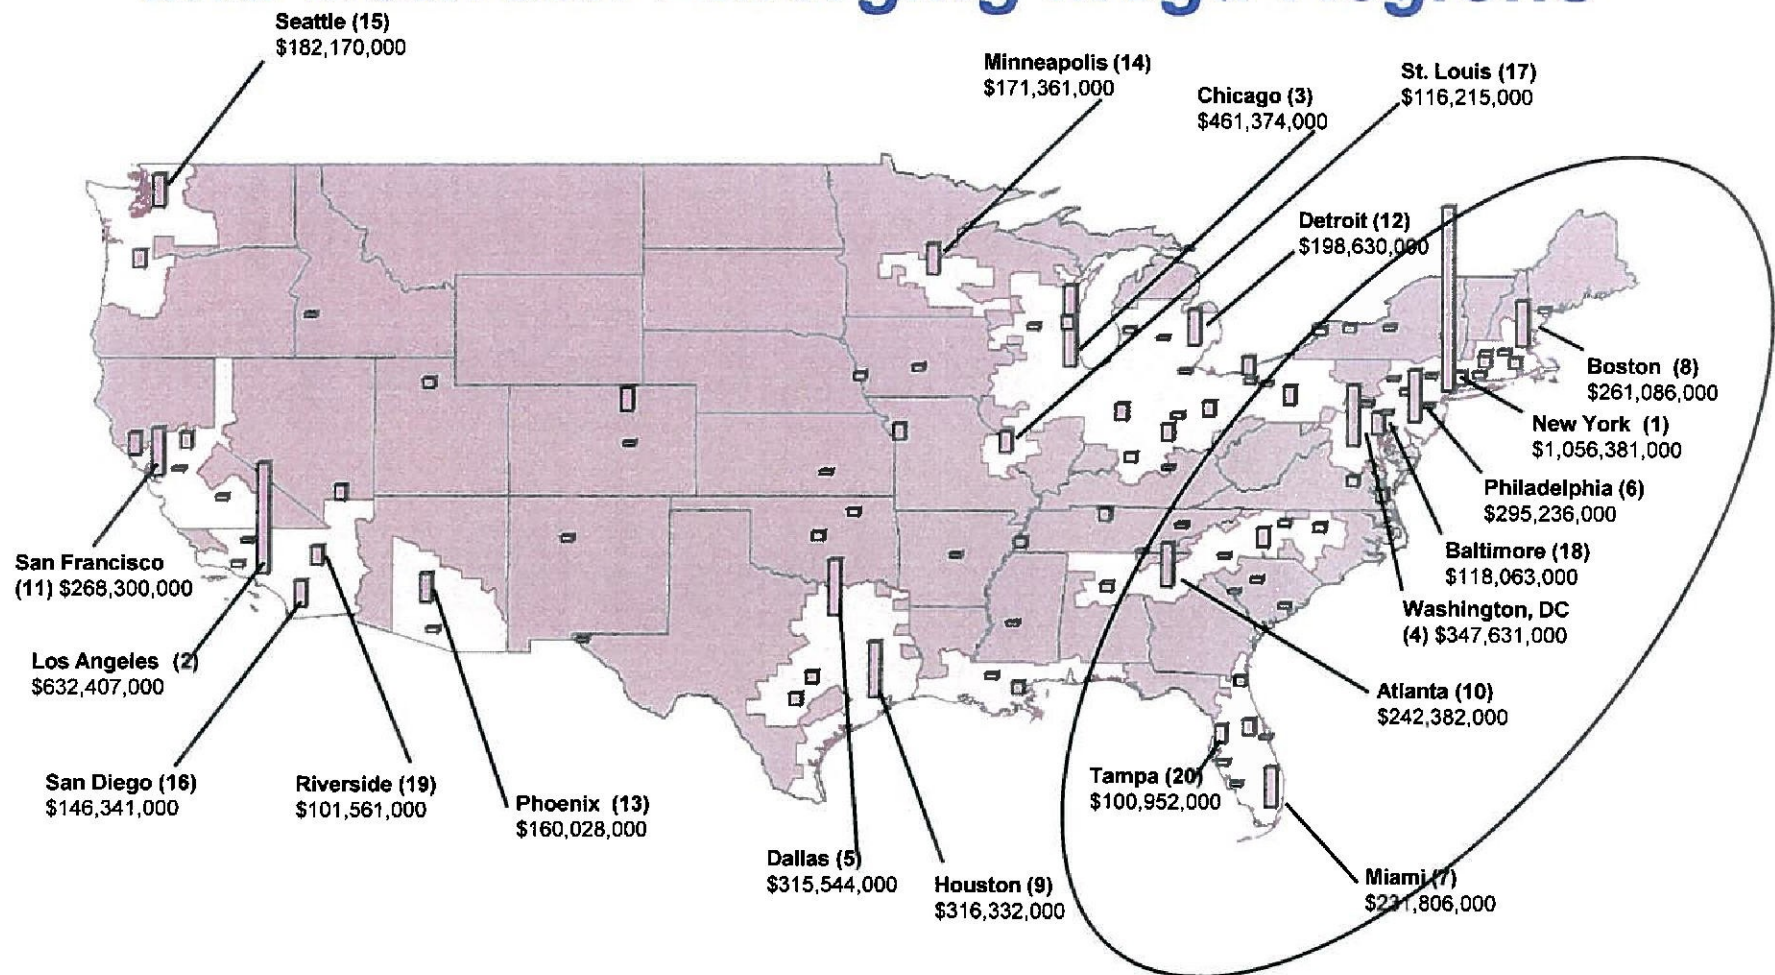 Seattle (15)
$182,170,000
Minneapolis (14)
$171,361,000
Chicago (3)
$461,374,000
St. Louis (17)
$116,215,000
Detroit (12)
$198,630,000
Boston (8)
$261,086,000
New York (1)
$1,056,381,000
Philadelphia (6)
$295,236,000
Baltimore (18)
$118,063,000
Washington, DC
(4) $347,631,000
Atlanta (10)
$242,382,000
San Francisco
(11) $268,300,000
Los Angeles (2)
$632,407,000
San Diego (16)
$146,341,000
Riverside (19)
$101,561,000
Phoenix (13)
$160,028,000
Dallas (5)
$315,544,000
Houston (9)
$316,332,000
Tampa (20)
$100,952,000
Miami (7)
$231,806,000